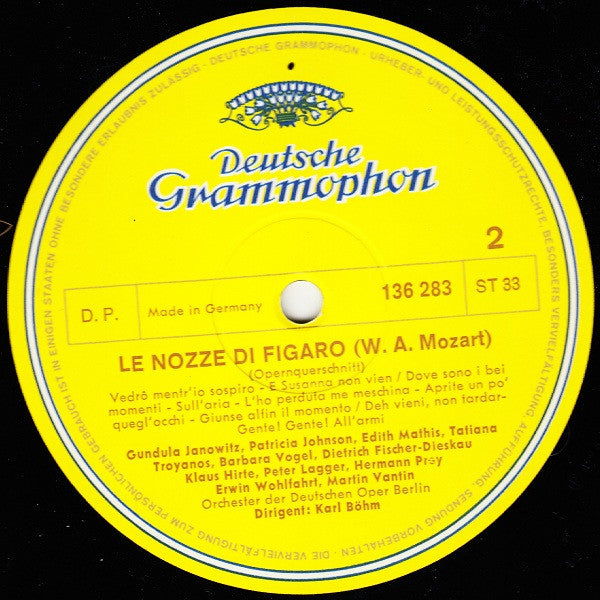 Deutsche
Grammophon
2
D. P.
Made in Germany
136 283
ST 33
LE NOZZE DI FIGARO (W. A. Mozart)
(Opernquerschnitt)
Vedrò mentr'io sospiro - E Susanna non vien / Dove sono i bei
momenti - Sull'aria - L'ho perduta me meschina - Aprite un po'
quegl'occhi - Giunse alfin il momento / Deh vieni, non tardar-
Gente! Gente! All'armi
Gundula Janowitz, Patricia Johnson, Edith Mathis, Tatiana
Troyanos, Barbara Vogel, Dietrich Fischer-Dieskau
Klaus Hirte, Peter Lagger, Hermann Prey
Erwin Wohlfahrt, Martin Vantin
Orchester der Deutschen Oper Berlin
Dirigent: Karl Böhm
DEUTSCHE GRAMMOPHON · URHEBER- UND LEISTUNGSSCHUTZRECHTE, BESONDERS VERVIELFÄLTIGUNG, AUFFÜHRUNG, SENDUNG VORBEHALTEN · DIE VERVIELFÄLTIGUNG ZUM PERSÖNLICHEN GEBRAUCH IST IN EINIGEN STAATEN OHNE BESONDERE ERLAUBNIS ZULÄSSIG ·